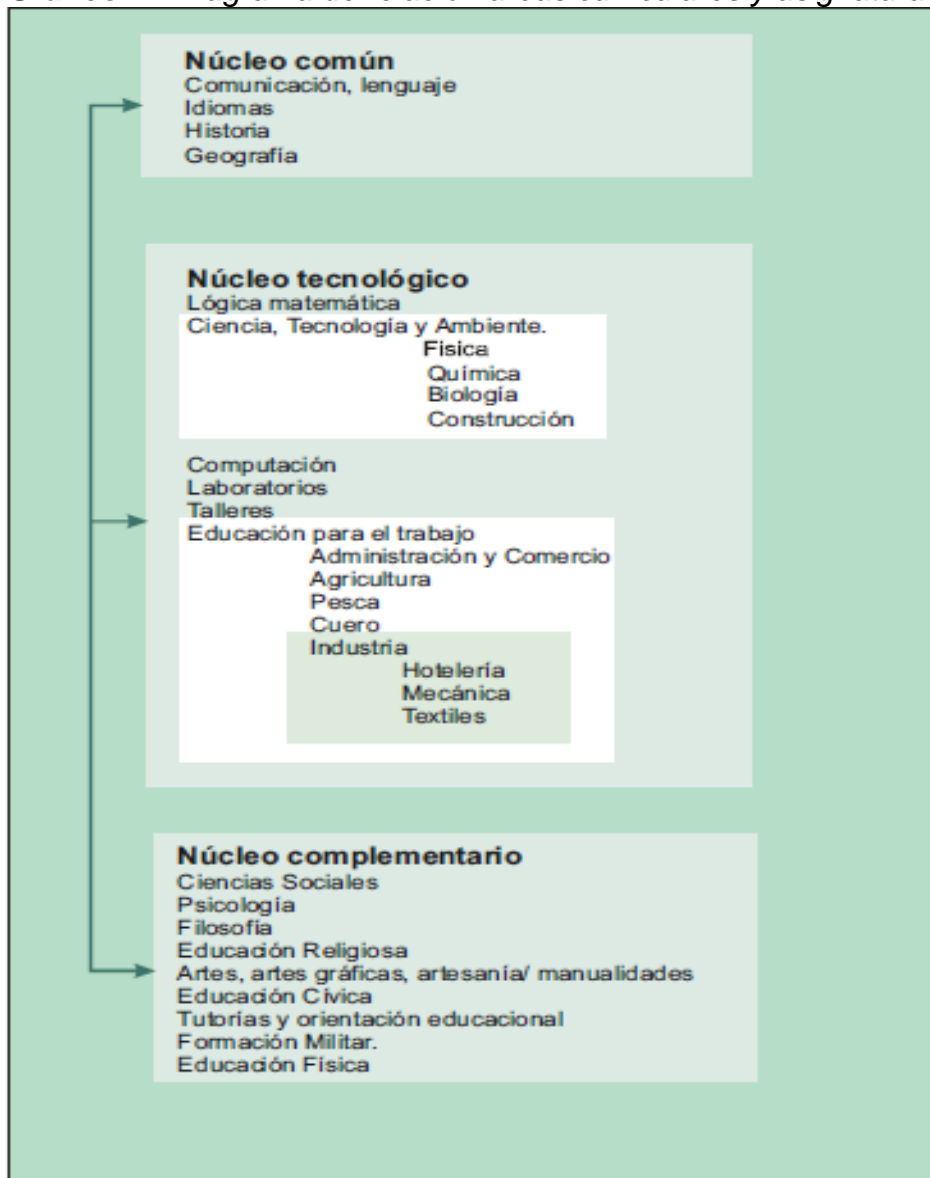 Núcleo común
Comunicación, lenguaje
Idiomas
Historia
Geografía
Núcleo tecnológico
Lógica matemática
Ciencia, Tecnología y Ambiente.
Fisica
Química
Biología
Construcción
Computación
Laboratorios
Talleres
Educación para el trabajo
Administración y Comercio
Agricultura
Pesca
Cuero
Industria
Hotelería
Mecánica
Textiles
Núcleo complementario
Ciencias Sociales
Psicología
Filosofía
Educación Religiosa
Artes, artes gráficas, artesanía/ manualidades
Educación Cívica
Tutorías y orientación educacional
Formación Militar.
Educación Física